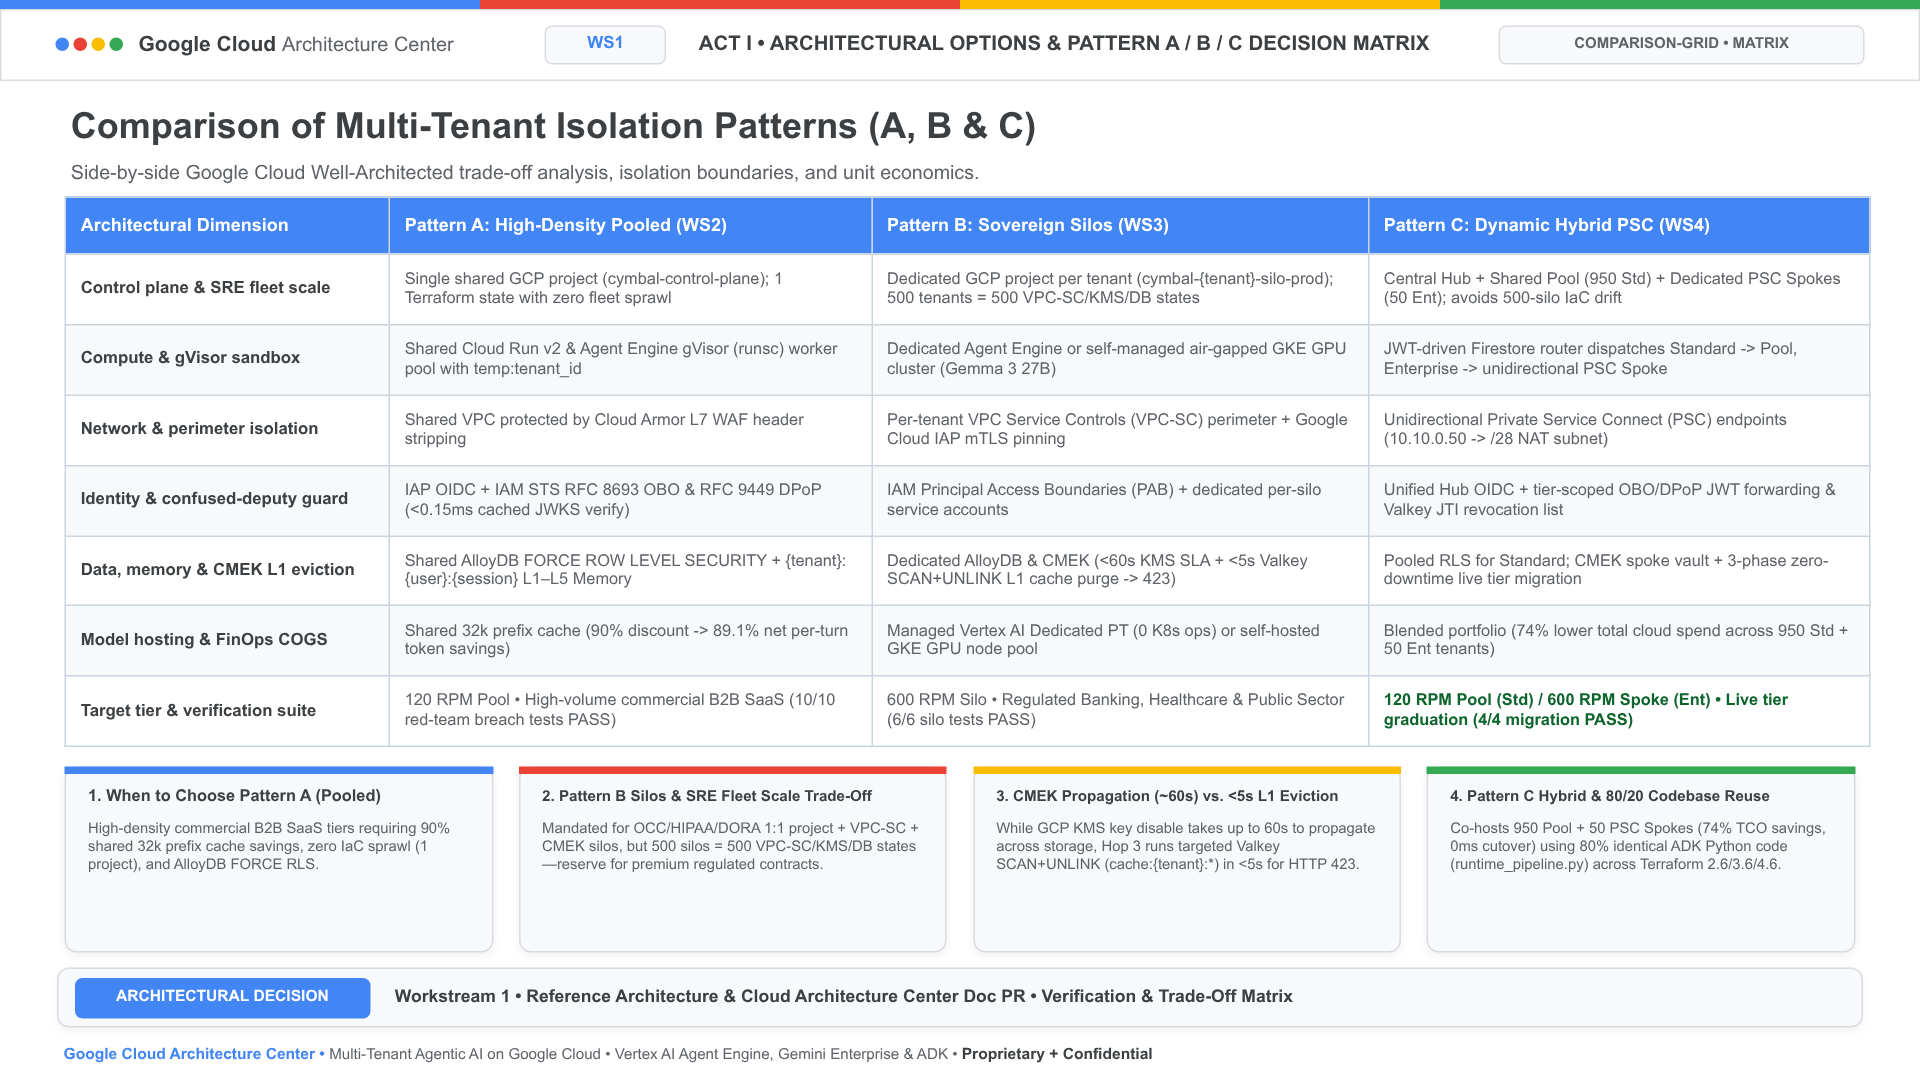 Google Cloud Architecture Center
WS1
ACT I • ARCHITECTURAL OPTIONS & PATTERN A / B / C DECISION MATRIX
COMPARISON-GRID • MATRIX
Comparison of Multi-Tenant Isolation Patterns (A, B & C)
Side-by-side Google Cloud Well-Architected trade-off analysis, isolation boundaries, and unit economics.
Architectural Dimension
Pattern A: High-Density Pooled (WS2)
Pattern B: Sovereign Silos (WS3)
Pattern C: Dynamic Hybrid PSC (WS4)
Control plane & SRE fleet scale
Single shared GCP project (cymbal-control-plane); 1
Terraform state with zero fleet sprawl
Dedicated GCP project per tenant (cymbal-{tenant}-silo-prod);
500 tenants = 500 VPC-SC/KMS/DB states
Central Hub + Shared Pool (950 Std) + Dedicated PSC Spokes
(50 Ent); avoids 500-silo IaC drift
Compute & gVisor sandbox
Shared Cloud Run v2 & Agent Engine gVisor (runsc) worker
pool with temp:tenant_id
Dedicated Agent Engine or self-managed air-gapped GKE GPU
cluster (Gemma 3 27B)
JWT-driven Firestore router dispatches Standard -> Pool,
Enterprise -> unidirectional PSC Spoke
Network & perimeter isolation
Shared VPC protected by Cloud Armor L7 WAF header
stripping
Per-tenant VPC Service Controls (VPC-SC) perimeter + Google
Cloud IAP mTLS pinning
Unidirectional Private Service Connect (PSC) endpoints
(10.10.0.50 -> /28 NAT subnet)
Identity & confused-deputy guard
IAP OIDC + IAM STS RFC 8693 OBO & RFC 9449 DPoP
(<0.15ms cached JWKS verify)
IAM Principal Access Boundaries (PAB) + dedicated per-silo
service accounts
Unified Hub OIDC + tier-scoped OBO/DPoP JWT forwarding &
Valkey JTI revocation list
Data, memory & CMEK L1 eviction
Shared AlloyDB FORCE ROW LEVEL SECURITY + {tenant}:
{user}:{session} L1–L5 Memory
Dedicated AlloyDB & CMEK (<60s KMS SLA + <5s Valkey
SCAN+UNLINK L1 cache purge -> 423)
Pooled RLS for Standard; CMEK spoke vault + 3-phase zero-
downtime live tier migration
Model hosting & FinOps COGS
Shared 32k prefix cache (90% discount -> 89.1% net per-turn
token savings)
Managed Vertex AI Dedicated PT (0 K8s ops) or self-hosted
GKE GPU node pool
Blended portfolio (74% lower total cloud spend across 950 Std +
50 Ent tenants)
Target tier & verification suite
120 RPM Pool • High-volume commercial B2B SaaS (10/10
red-team breach tests PASS)
600 RPM Silo • Regulated Banking, Healthcare & Public Sector
(6/6 silo tests PASS)
120 RPM Pool (Std) / 600 RPM Spoke (Ent) • Live tier
graduation (4/4 migration PASS)
1. When to Choose Pattern A (Pooled)
High-density commercial B2B SaaS tiers requiring 90%
shared 32k prefix cache savings, zero IaC sprawl (1
project), and AlloyDB FORCE RLS.
2. Pattern B Silos & SRE Fleet Scale Trade-Off
Mandated for OCC/HIPAA/DORA 1:1 project + VPC-SC +
CMEK silos, but 500 silos = 500 VPC-SC/KMS/DB states
—reserve for premium regulated contracts.
3. CMEK Propagation (~60s) vs. <5s L1 Eviction
While GCP KMS key disable takes up to 60s to propagate
across storage, Hop 3 runs targeted Valkey
SCAN+UNLINK (cache:{tenant}:*) in <5s for HTTP 423.
4. Pattern C Hybrid & 80/20 Codebase Reuse
Co-hosts 950 Pool + 50 PSC Spokes (74% TCO savings,
0ms cutover) using 80% identical ADK Python code
(runtime_pipeline.py) across Terraform 2.6/3.6/4.6.
ARCHITECTURAL DECISION
Workstream 1 • Reference Architecture & Cloud Architecture Center Doc PR • Verification & Trade-Off Matrix
Google Cloud Architecture Center • Multi-Tenant Agentic AI on Google Cloud • Vertex AI Agent Engine, Gemini Enterprise & ADK • Proprietary + Confidential